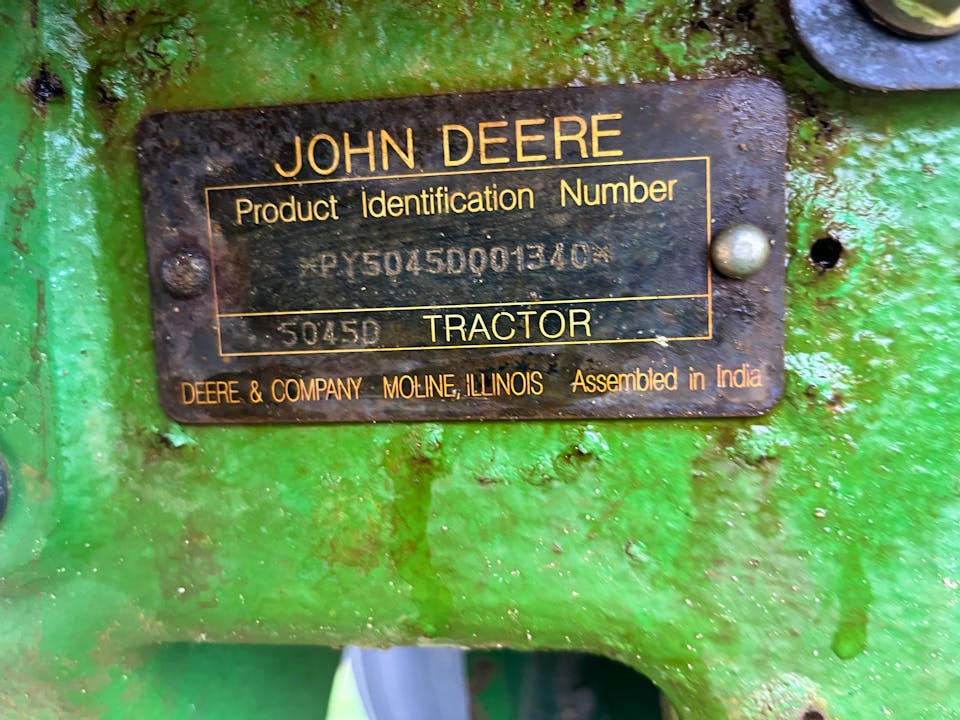 JOHN DEERE
Product Identification Number
*PY5045D001340*
5045D TRACTOR
DEERE & COMPANY MOLINE, ILLINOIS Assembled in India